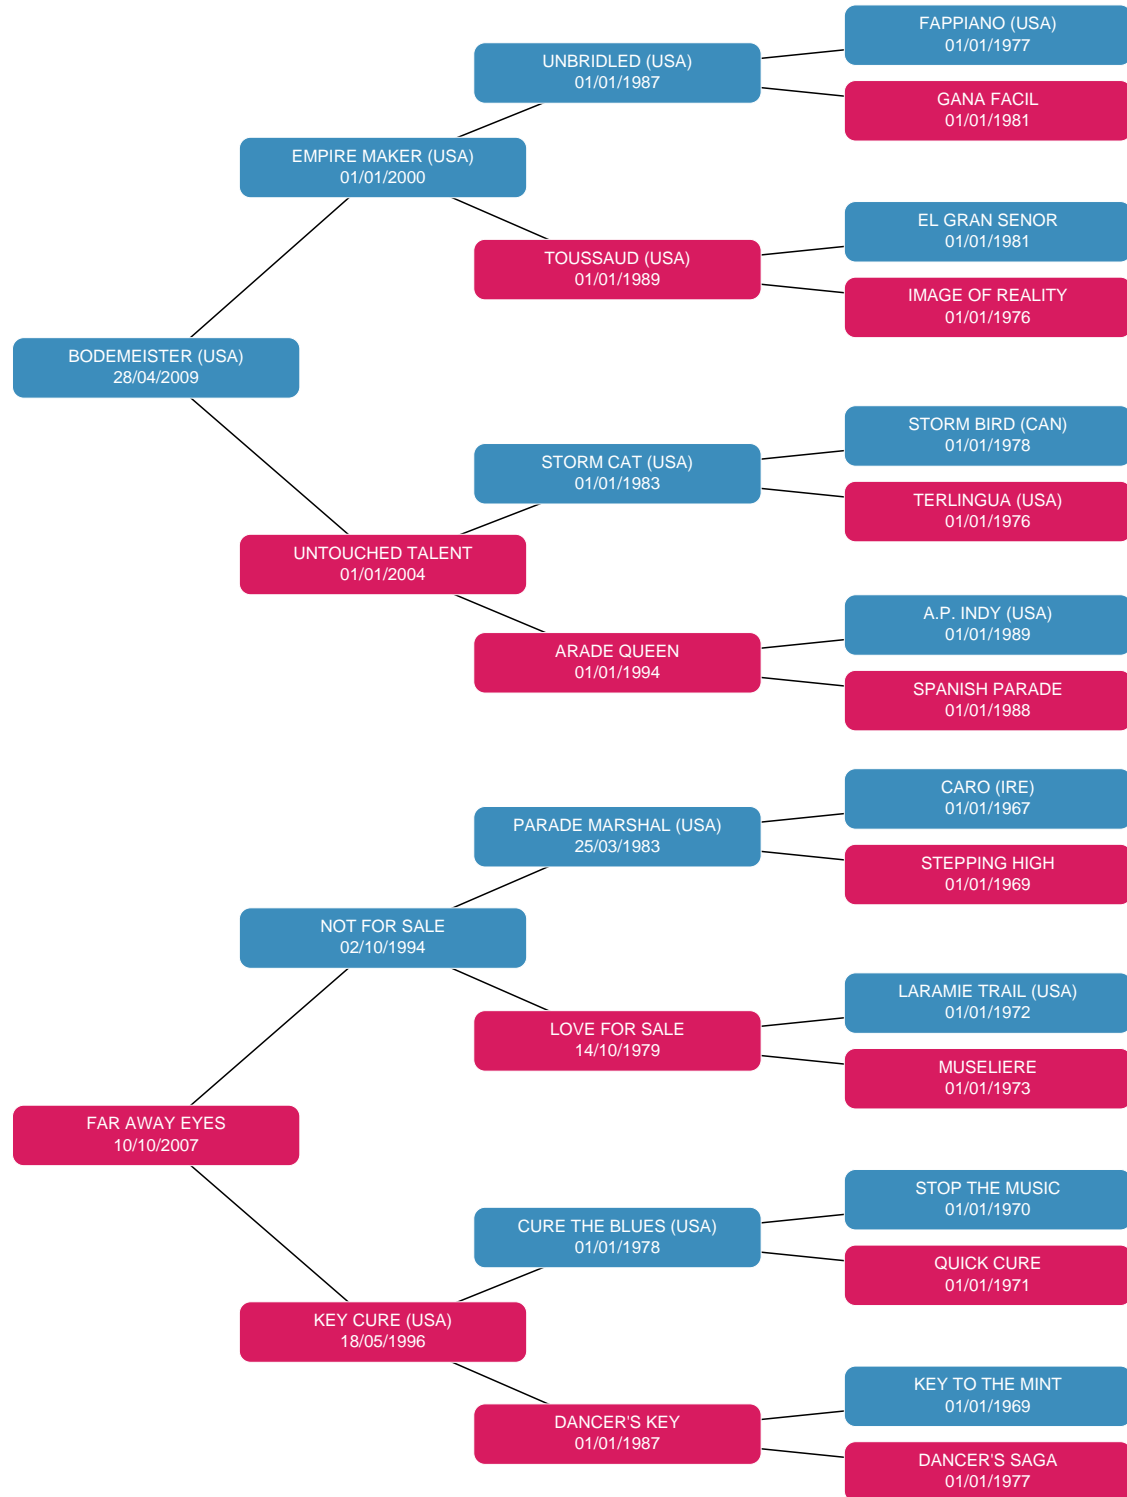 FAPPIANO (USA)
01/01/1977
UNBRIDLED (USA)
01/01/1987
GANA FACIL
01/01/1981
EMPIRE MAKER (USA)
01/01/2000
EL GRAN SENOR
01/01/1981
TOUSSAUD (USA)
01/01/1989
IMAGE OF REALITY
01/01/1976
BODEMEISTER (USA)
28/04/2009
STORM BIRD (CAN)
01/01/1978
STORM CAT (USA)
01/01/1983
TERLINGUA (USA)
01/01/1976
UNTOUCHED TALENT
01/01/2004
A.P. INDY (USA)
01/01/1989
ARADE QUEEN
01/01/1994
SPANISH PARADE
01/01/1988
CARO (IRE)
01/01/1967
PARADE MARSHAL (USA)
25/03/1983
STEPPING HIGH
01/01/1969
NOT FOR SALE
02/10/1994
LARAMIE TRAIL (USA)
01/01/1972
LOVE FOR SALE
14/10/1979
MUSELIERE
01/01/1973
FAR AWAY EYES
10/10/2007
STOP THE MUSIC
01/01/1970
CURE THE BLUES (USA)
01/01/1978
QUICK CURE
01/01/1971
KEY CURE (USA)
18/05/1996
KEY TO THE MINT
01/01/1969
DANCER'S KEY
01/01/1987
DANCER'S SAGA
01/01/1977